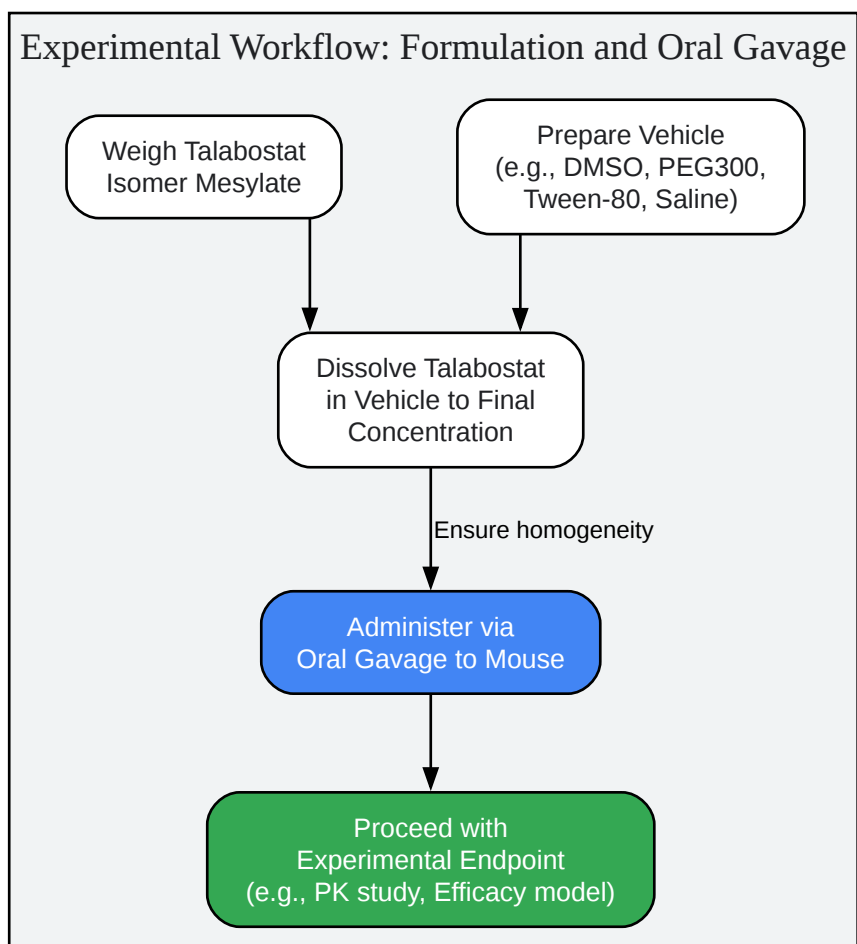 Experimental Workflow: Formulation and Oral Gavage
Weigh Talabostat
Isomer Mesylate
Prepare Vehicle
(e.g., DMSO, PEG300,
Tween-80, Saline)
Dissolve Talabostat
in Vehicle to Final
Concentration
Ensure homogeneity
Administer via
Oral Gavage to Mouse
Proceed with
Experimental Endpoint
(e.g., PK study, Efficacy model)